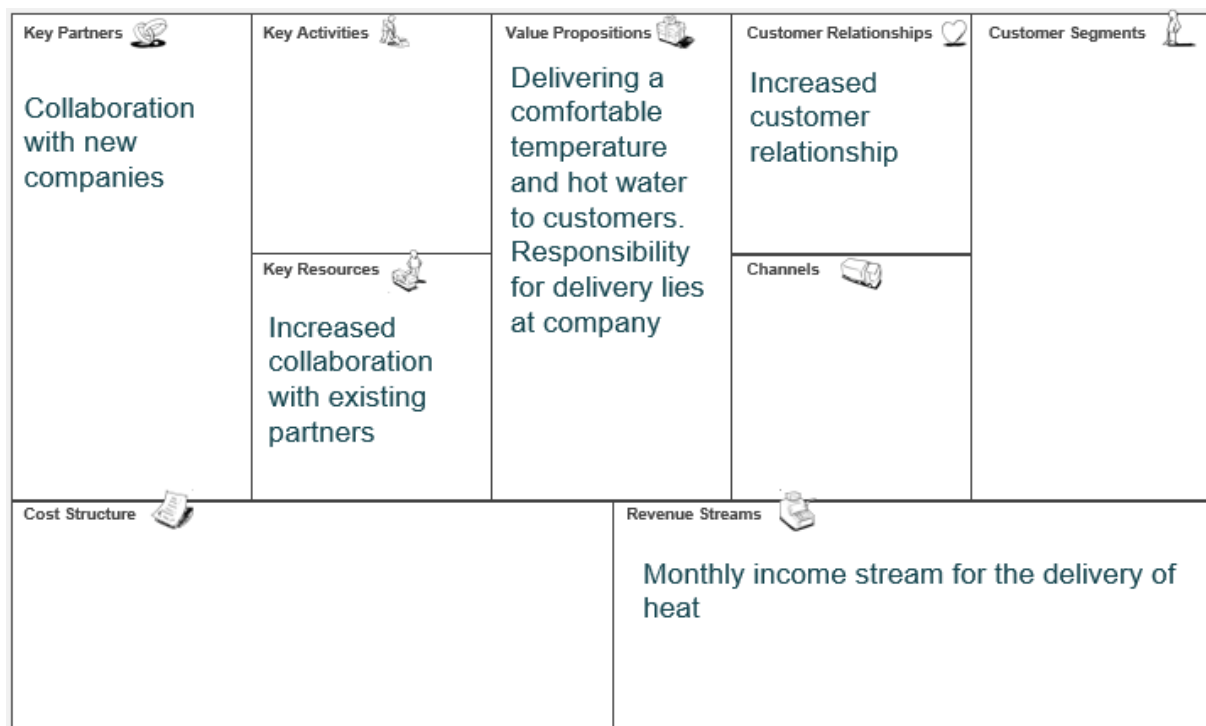 Key Partners
Collaboration
with new
companies
Key Activities
Key Resources
Increased
collaboration
with existing
partners
Value Propositions
Delivering a
comfortable
temperature
and hot water
to customers.
Responsibility
for delivery lies
at company
Customer Relationships
Increased
customer
relationship
Channels
Customer Segments
Cost Structure
Revenue Streams
Monthly income stream for the delivery of
heat